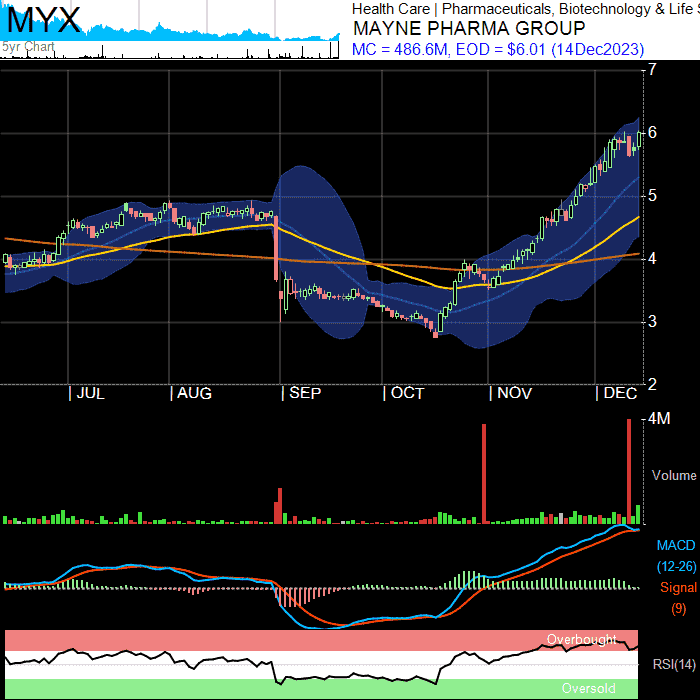 MYX
5yr Chart
Health Care | Pharmaceuticals, Biotechnology & Life S
MAYNE PHARMA GROUP
MC = 486.6M, EOD = $6.01 (14Dec2023)
7
6
5
4
3
2
JUL AUG SEP OCT NOV DEC
4M
Volume
MACD
(12-26)
Signal
(9)
Overbought
RSI(14)
Oversold